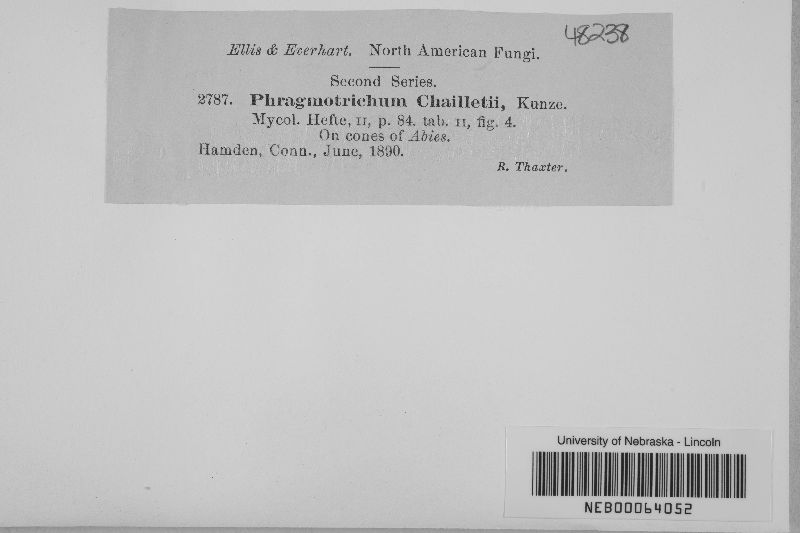 48238
Ellis & Everhart. North American Fungi.
Second Series.
2787. Phragmotrichum Chailletii, Kunze.
Mycol. Hefte, II, p. 84. tab. II, fig. 4.
On cones of Abies.
Hamden, Conn., June, 1890.
R. Thaxter.
University of Nebraska - Lincoln
NEB00064052